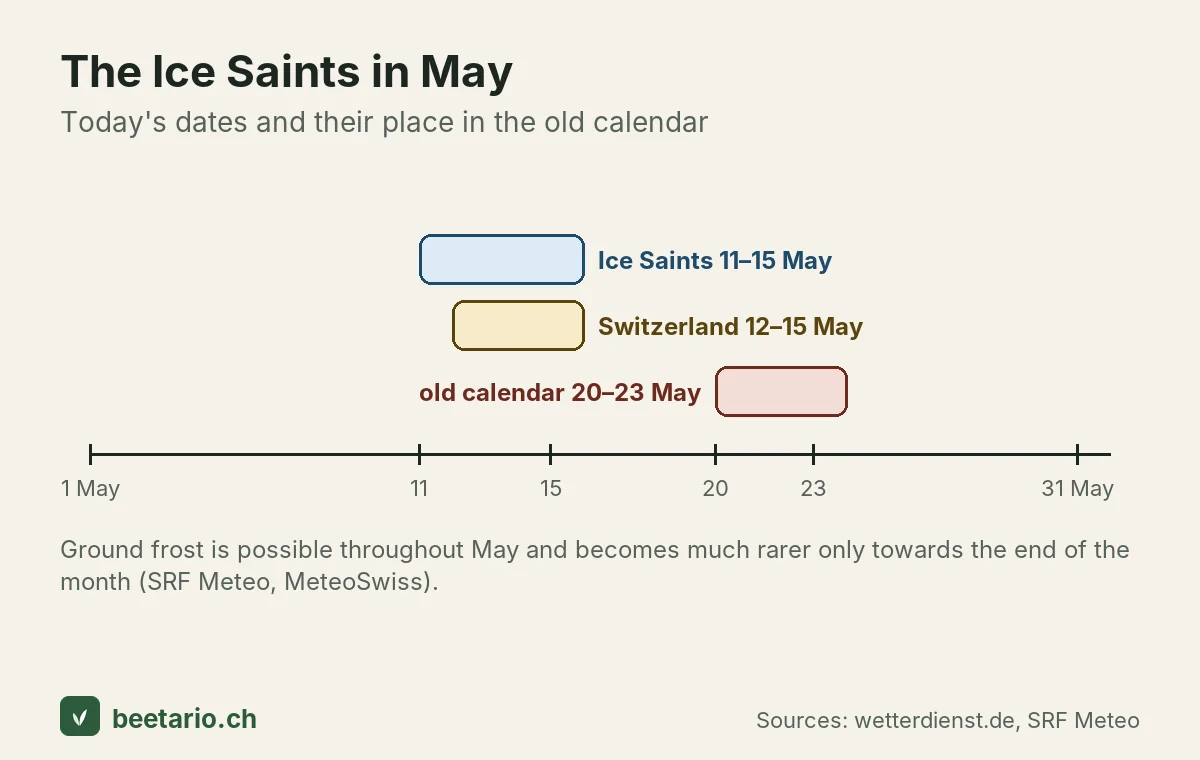 The Ice Saints in May
Today's dates and their place in the old calendar
Ice Saints 11–15 May
Switzerland 12–15 May
old calendar 20–23 May
1 May
11
15
20
23
31 May
Ground frost is possible throughout May and becomes much rarer only towards the end of the
month (SRF Meteo, MeteoSwiss).
beetario.ch
Sources: wetterdienst.de, SRF Meteo